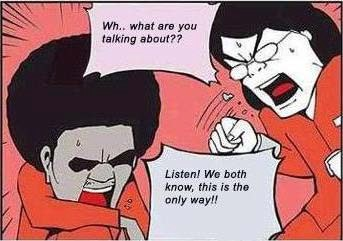 Wh.. what are you
talking about??
Listen! We both
know, this is the
only way!!